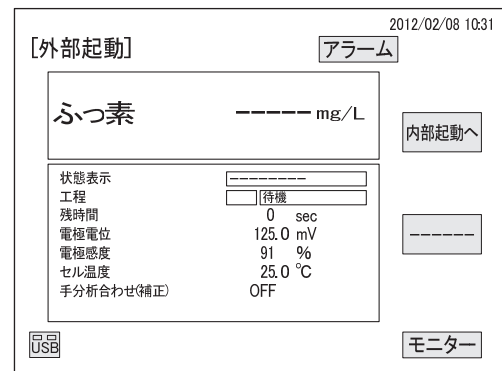 2012/02/08 10:31
[外部起動]
アラーム
ふっ素 ----- mg/L
内部起動へ
状態表示 --------
工程 待機
残時間 0 sec
電極電位 125.0 mV
電極感度 91 %
セル温度 25.0 ℃
手分析合わせ(補正) OFF
------
USB
モニター